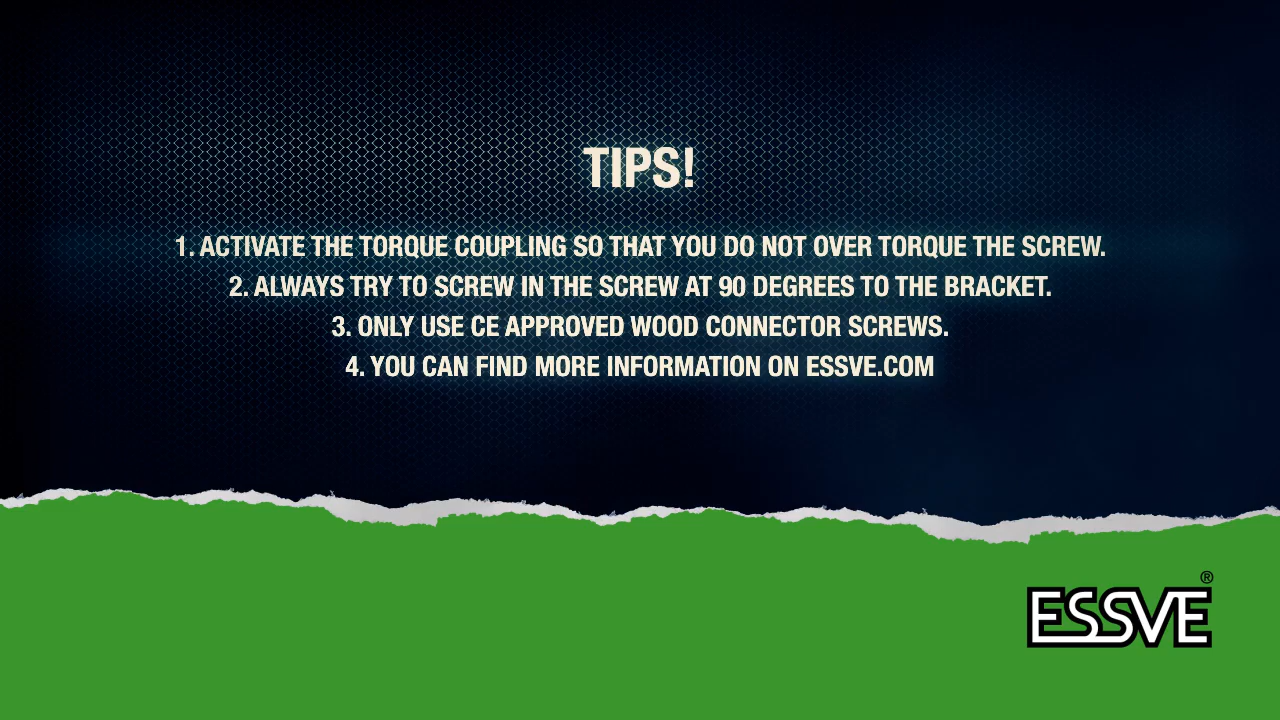 TIPS!
1. ACTIVATE THE TORQUE COUPLING SO THAT YOU DO NOT OVER TORQUE THE SCREW.
2. ALWAYS TRY TO SCREW IN THE SCREW AT 90 DEGREES TO THE BRACKET.
3. ONLY USE CE APPROVED WOOD CONNECTOR SCREWS.
4. YOU CAN FIND MORE INFORMATION ON ESSVE.COM
ESSVE®